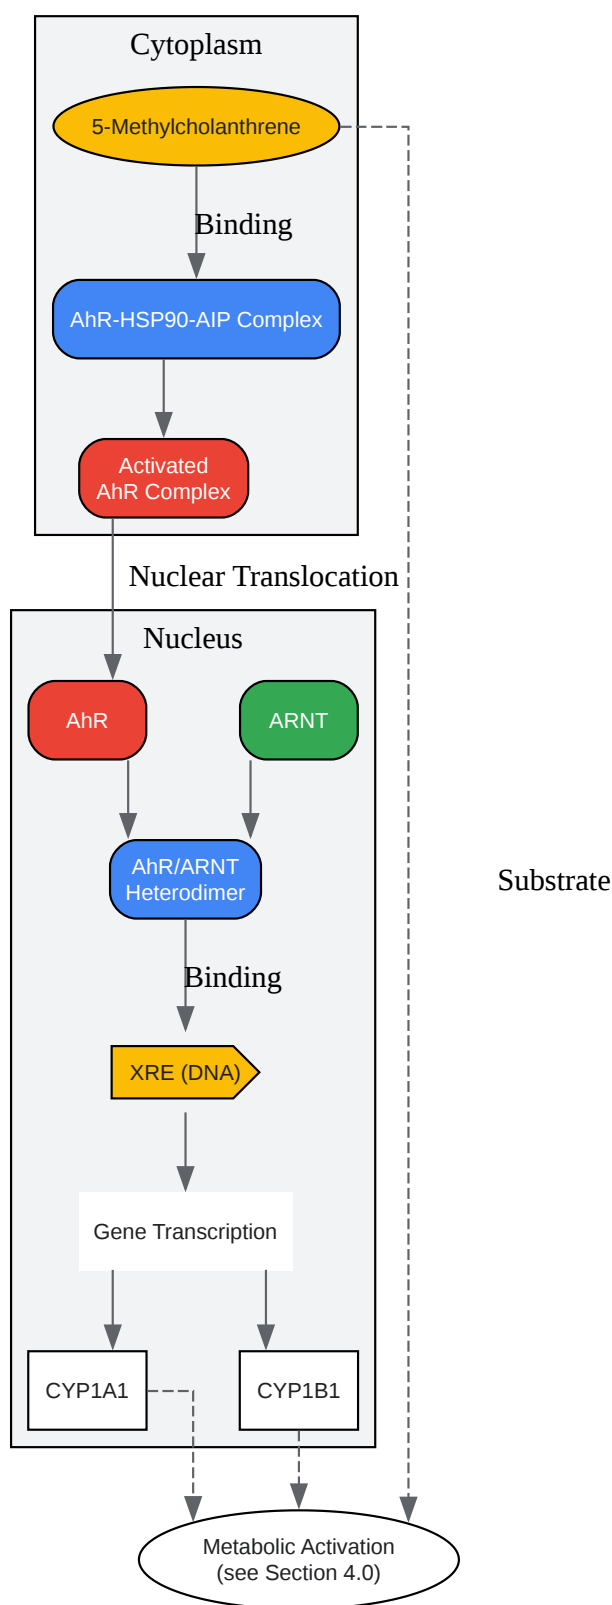 Cytoplasm
5-Methylcholanthrene
Binding
AhR-HSP90-AIP Complex
Activated
AhR Complex
Nuclear Translocation
Nucleus
AhR
ARNT
AhR/ARNT
Heterodimer
Substrate
Binding
XRE (DNA)
Gene Transcription
CYP1A1
CYP1B1
Metabolic Activation
(see Section 4.0)